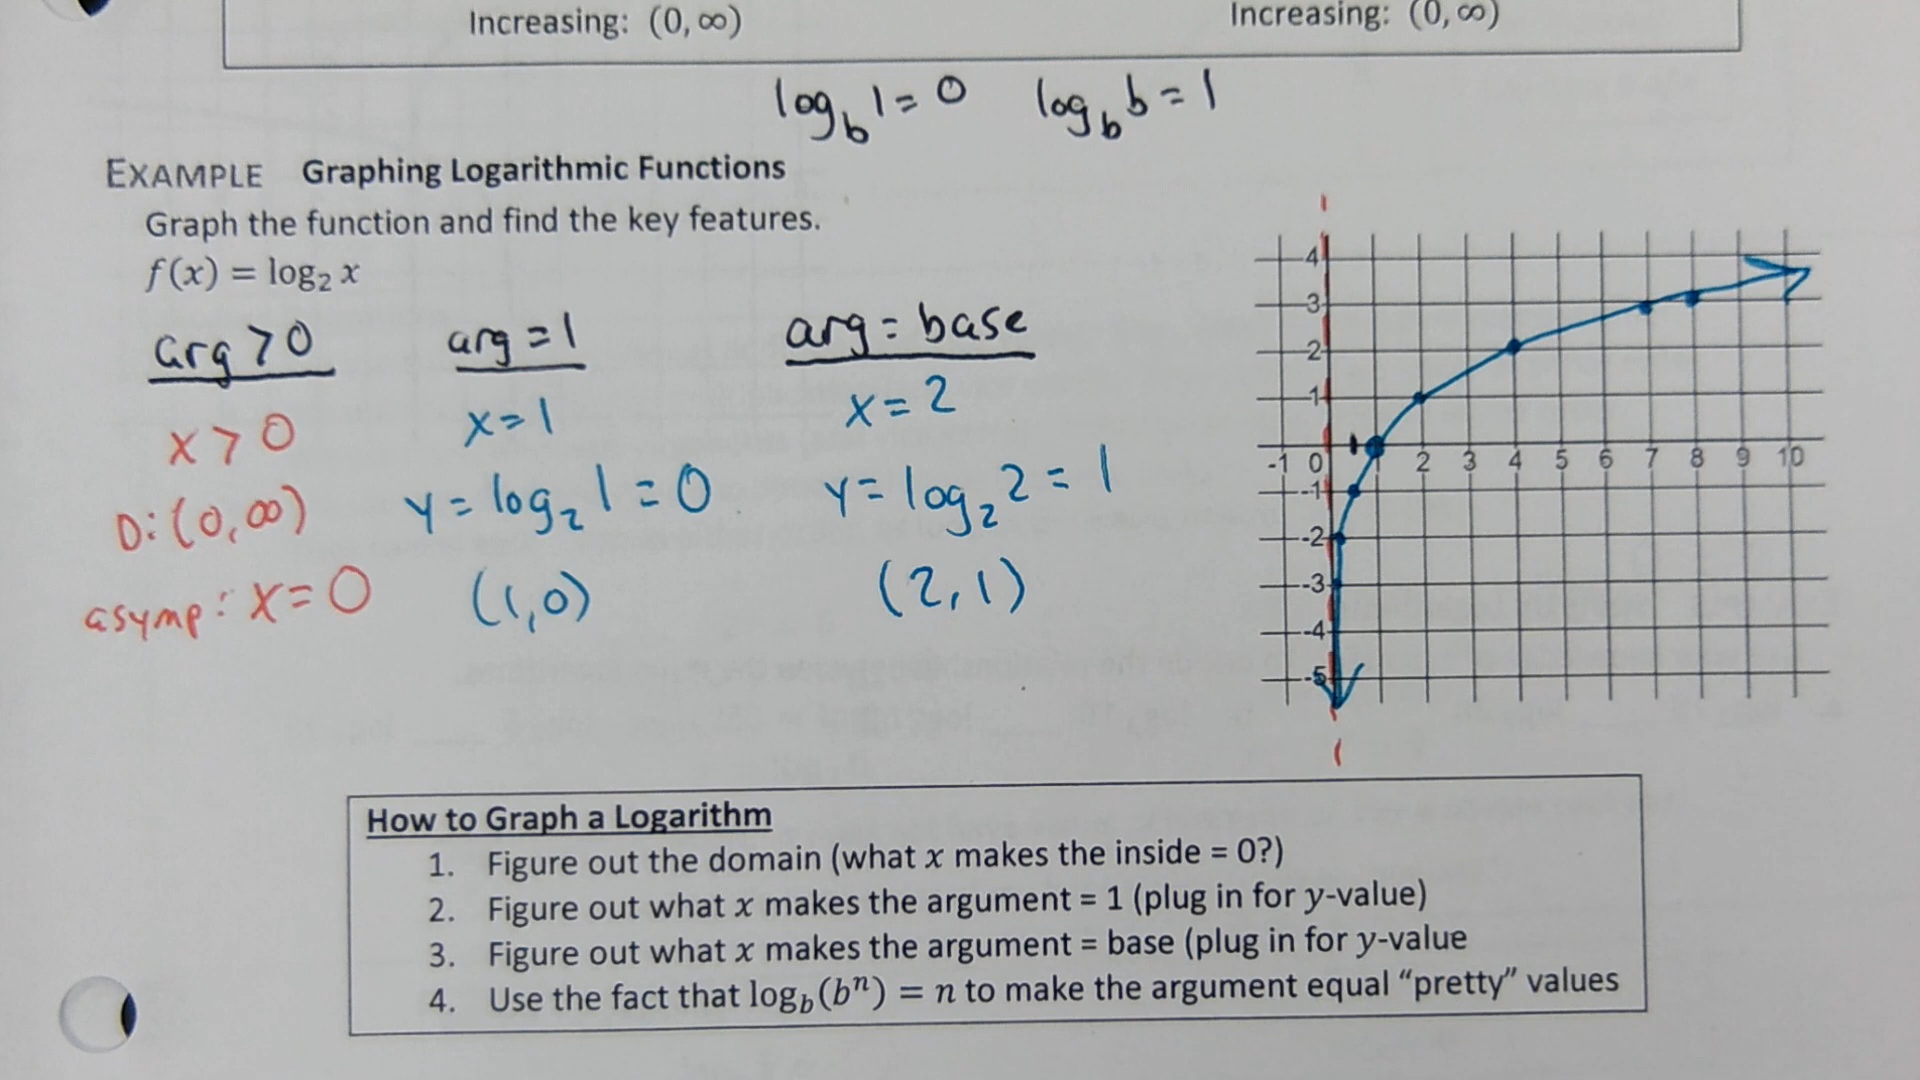 Increasing: (0, ∞) Increasing: (0, ∞)
log_b 1 = 0 log_b b = 1
EXAMPLE Graphing Logarithmic Functions
Graph the function and find the key features.
f(x) = log₂ x
arg > 0 arg = 1 arg = base
x > 0 x = 1 x = 2
D: (0, ∞) y = log₂ 1 = 0 y = log₂ 2 = 1
asymp: x = 0 (1, 0) (2, 1)
4
3
2
1
-1 0 1 2 3 4 5 6 7 8 9 10
-1
-2
-3
-4
-5
How to Graph a Logarithm
1. Figure out the domain (what x makes the inside = 0?)
2. Figure out what x makes the argument = 1 (plug in for y-value)
3. Figure out what x makes the argument = base (plug in for y-value
4. Use the fact that log_b(bⁿ) = n to make the argument equal “pretty” values